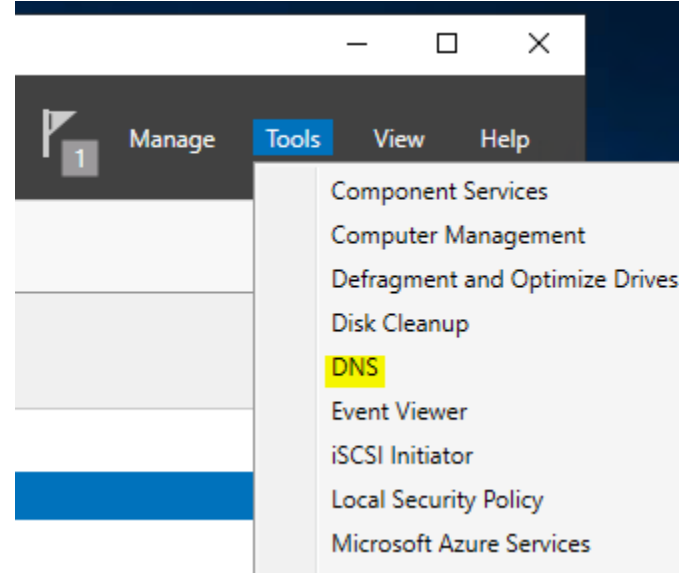 1 Manage Tools View Help
Component Services
Computer Management
Defragment and Optimize Drives
Disk Cleanup
DNS
Event Viewer
iSCSI Initiator
Local Security Policy
Microsoft Azure Services